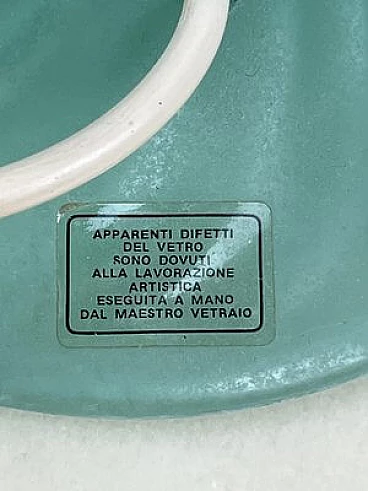 APPARENTI DIFETTI
DEL VETRO
SONO DOVUTI
ALLA LAVORAZIONE
ARTISTICA
ESEGUITA A MANO
DAL MAESTRO VETRAIO